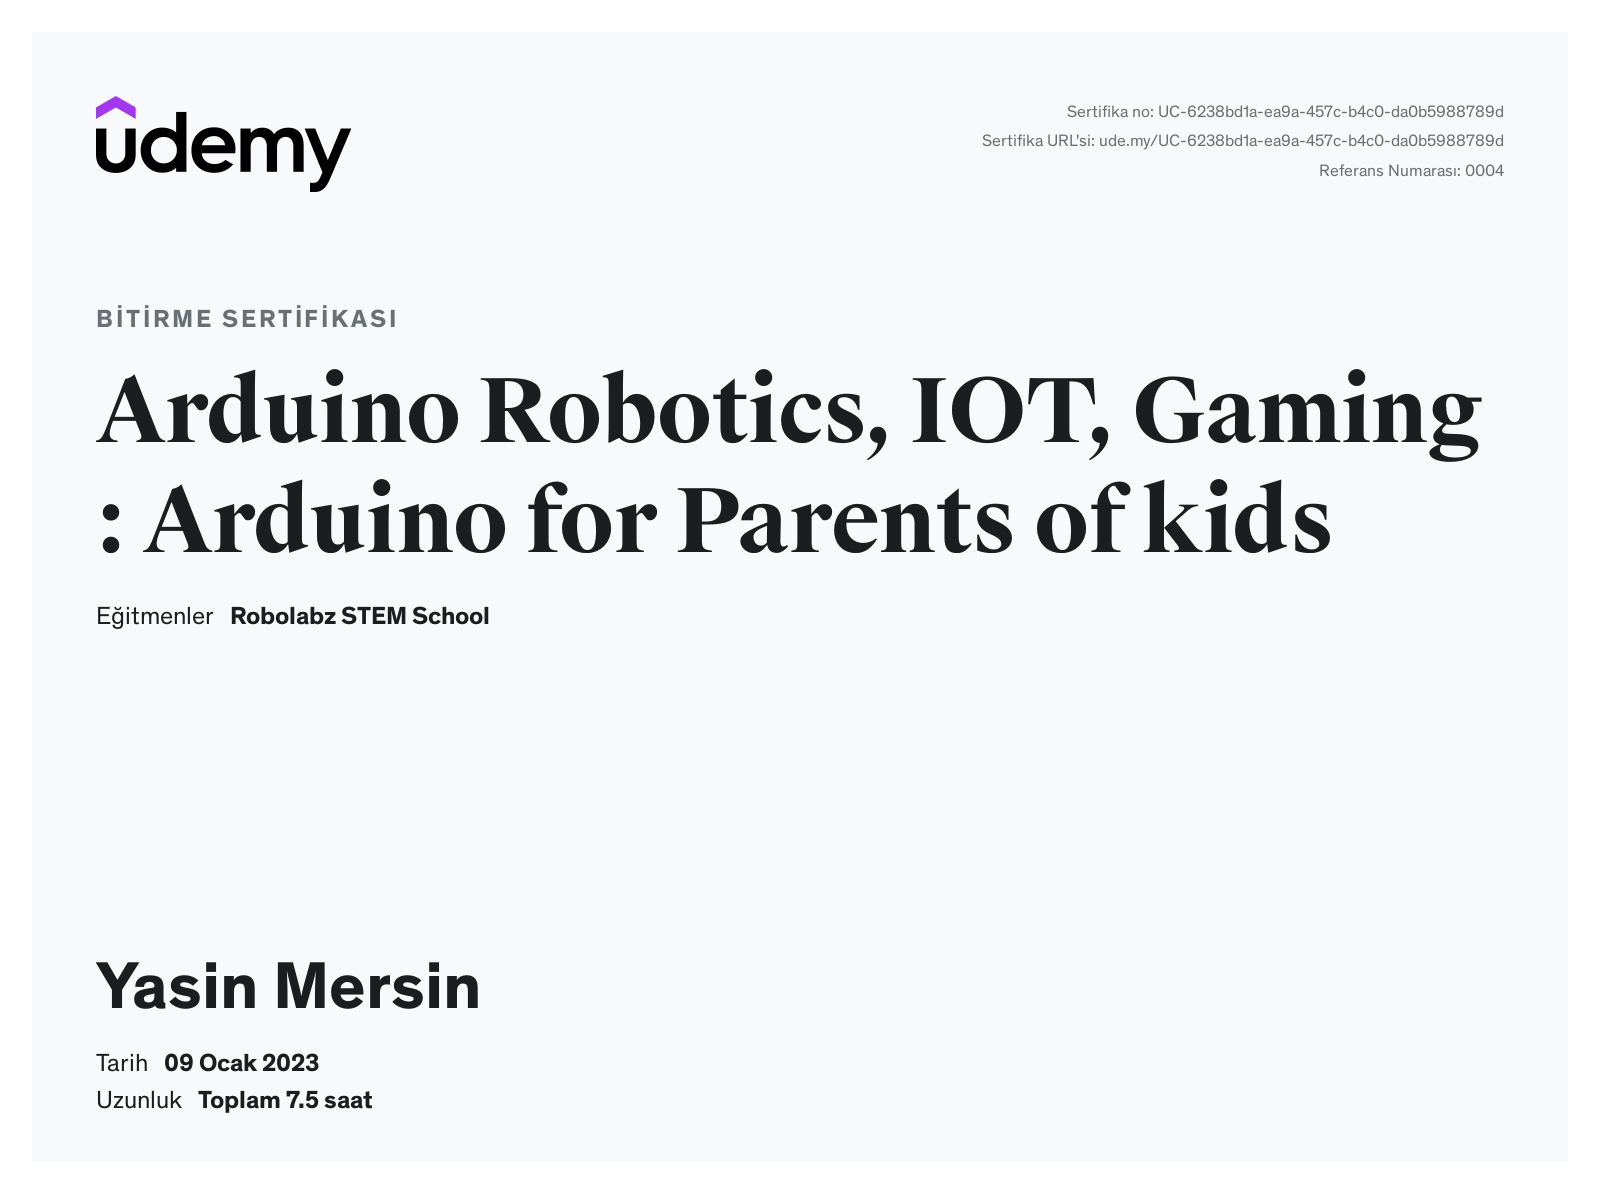 udemy
Sertifika no: UC-6238bd1a-ea9a-457c-b4c0-da0b5988789d
Sertifika URL'si: ude.my/UC-6238bd1a-ea9a-457c-b4c0-da0b5988789d
Referans Numarası: 0004
BİTİRME SERTİFİKASI
Arduino Robotics, IOT, Gaming
: Arduino for Parents of kids
Eğitmenler Robolabz STEM School
Yasin Mersin
Tarih 09 Ocak 2023
Uzunluk Toplam 7.5 saat